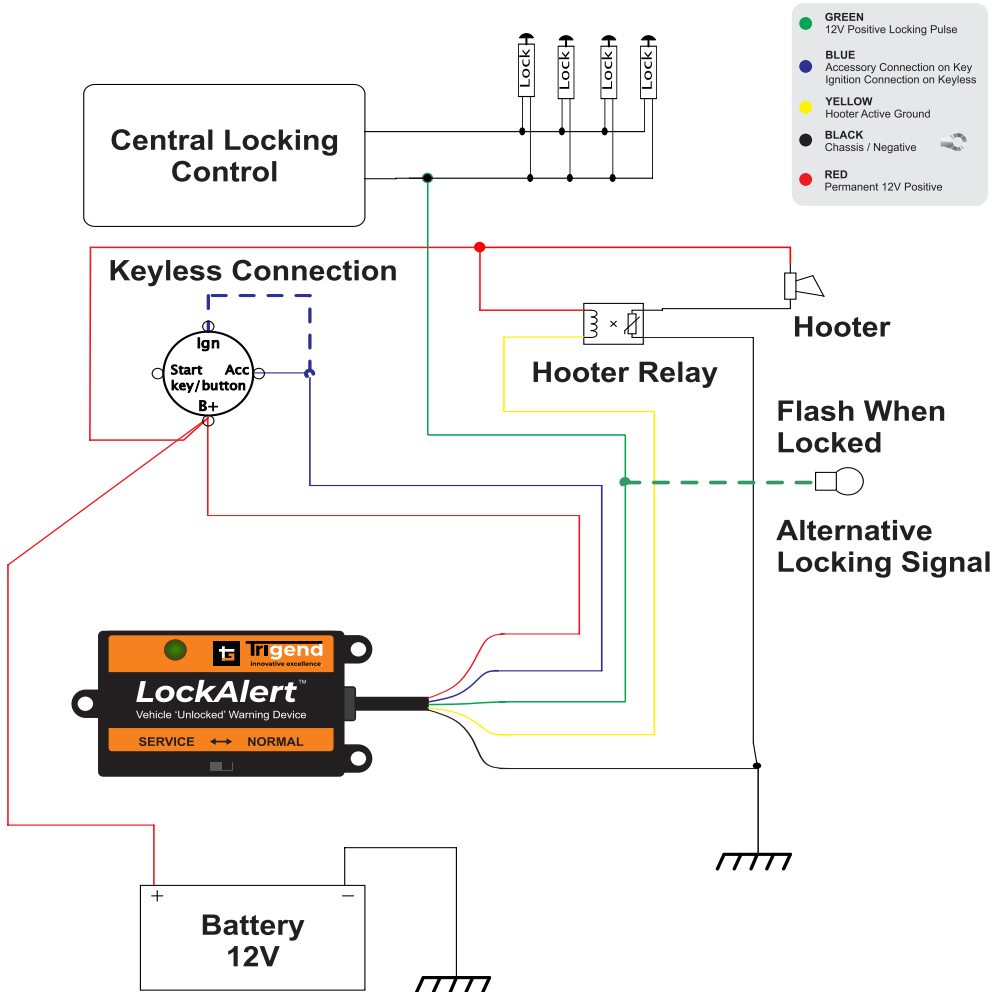 GREEN
12V Positive Locking Pulse
BLUE
Accessory Connection on Key
Ignition Connection on Keyless
YELLOW
Hooter Active Ground
BLACK
Chassis / Negative
RED
Permanent 12V Positive
Lock
Lock
Lock
Lock
Central Locking
Control
Keyless Connection
Ign
Start
Acc
key/button
B+
Hooter
Hooter Relay
Flash When
Locked
Alternative
Locking Signal
tG
Trigend
innovative excellence
LockAlert™
Vehicle ‘Unlocked’ Warning Device
SERVICE ↔ NORMAL
+ −
Battery
12V